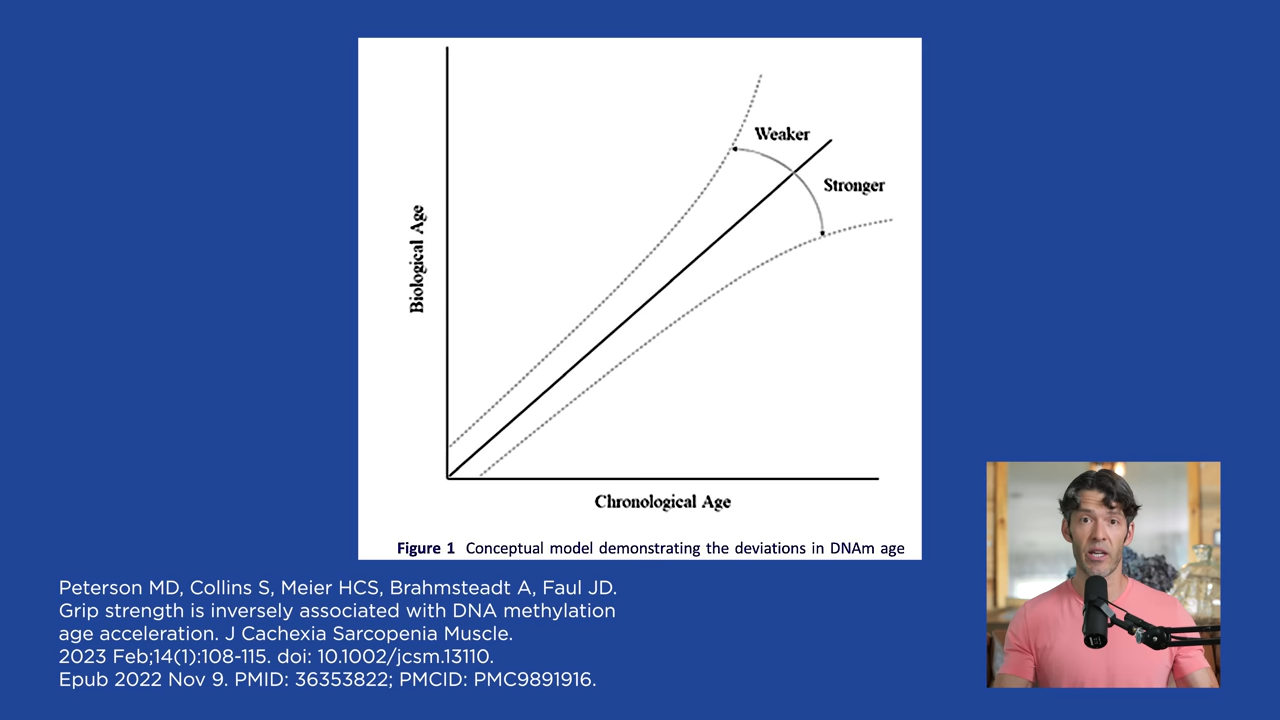 Weaker
Stronger
Biological Age
Chronological Age
Figure 1 Conceptual model demonstrating the deviations in DNAm age
Peterson MD, Collins S, Meier HCS, Brahmsteadt A, Faul JD.
Grip strength is inversely associated with DNA methylation
age acceleration. J Cachexia Sarcopenia Muscle.
2023 Feb;14(1):108-115. doi: 10.1002/jcsm.13110.
Epub 2022 Nov 9. PMID: 36353822; PMCID: PMC9891916.